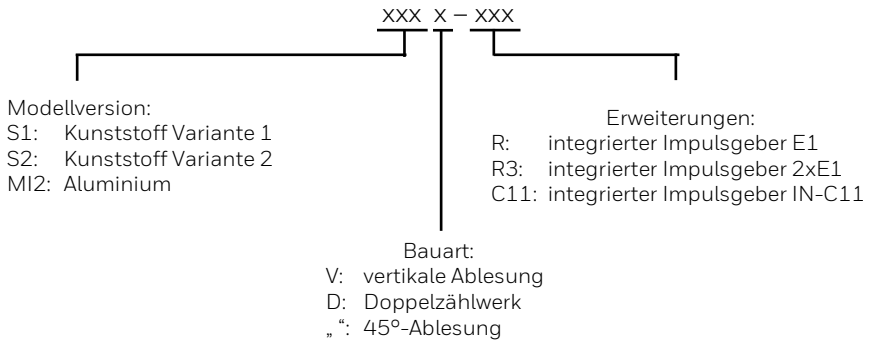 XXX X – XXX
Modellversion:
S1: Kunststoff Variante 1
S2: Kunststoff Variante 2
MI2: Aluminium
Erweiterungen:
R: integrierter Impulsgeber E1
R3: integrierter Impulsgeber 2xE1
C11: integrierter Impulsgeber IN-C11
Bauart:
V: vertikale Ablesung
D: Doppelzählwerk
„ “: 45°-Ablesung